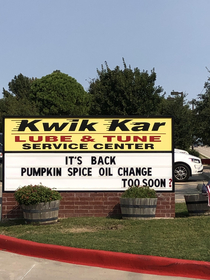 Kwik Kar
LUBE & TUNE
SERVICE CENTER
IT'S BACK
PUMPKIN SPICE OIL CHANGE
TOO SOON?